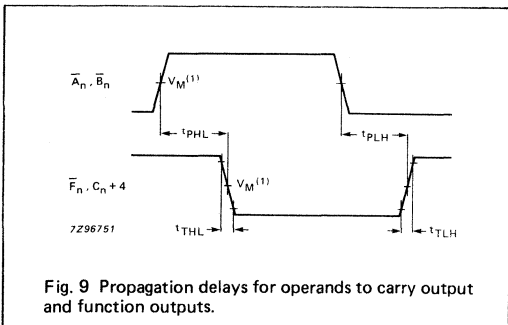 A̅n , B̅n
VM(1)
tPHL
tPLH
F̅n , Cn + 4
VM(1)
7Z96751
tTHL
tTLH
Fig. 9 Propagation delays for operands to carry output
and function outputs.